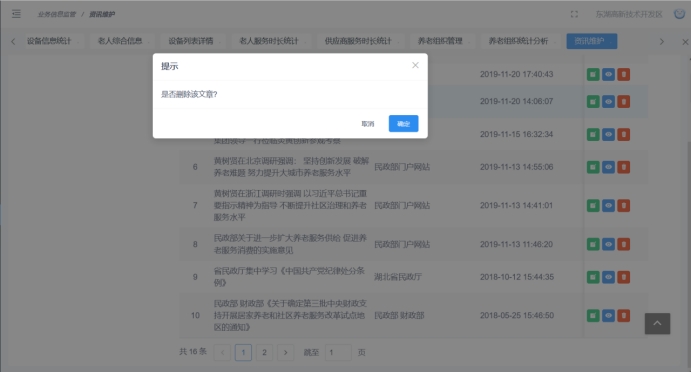 业务信息监管 / 资讯维护
东湖高新技术开发区
设备信息统计 老人综合信息 设备列表详情 老人服务时长统计 供应商服务时长统计 养老组织管理 养老组织统计分析 资讯维护
提示
是否删除该文章?
取消 确定
2019-11-20 17:40:43
2019-11-20 14:06:07
2019-11-15 16:32:34
6 黄树贤在北京调研强调: 坚持创新发展 破解
养老难题 努力提升大城市养老服务水平
民政部门户网站 2019-11-13 14:55:06
7 黄树贤在浙江调研时强调 以习近平总书记重
要指示精神为指导 不断提升社区治理和养老
服务水平
民政部门户网站 2019-11-13 14:41:01
8 民政部关于进一步扩大养老服务供给 促进养
老服务消费的实施意见
民政部门户网站 2019-11-13 11:46:20
9 省民政厅集中学习《中国共产党纪律处分条
例》
湖北省民政厅 2018-10-12 15:44:35
10 民政部 财政部《关于确定第三批中央财政支
持开展居家养老和社区养老服务改革试点地
区的通知》
民政部 财政部 2018-05-25 15:46:50
共 16 条 1 2 跳至 1 页